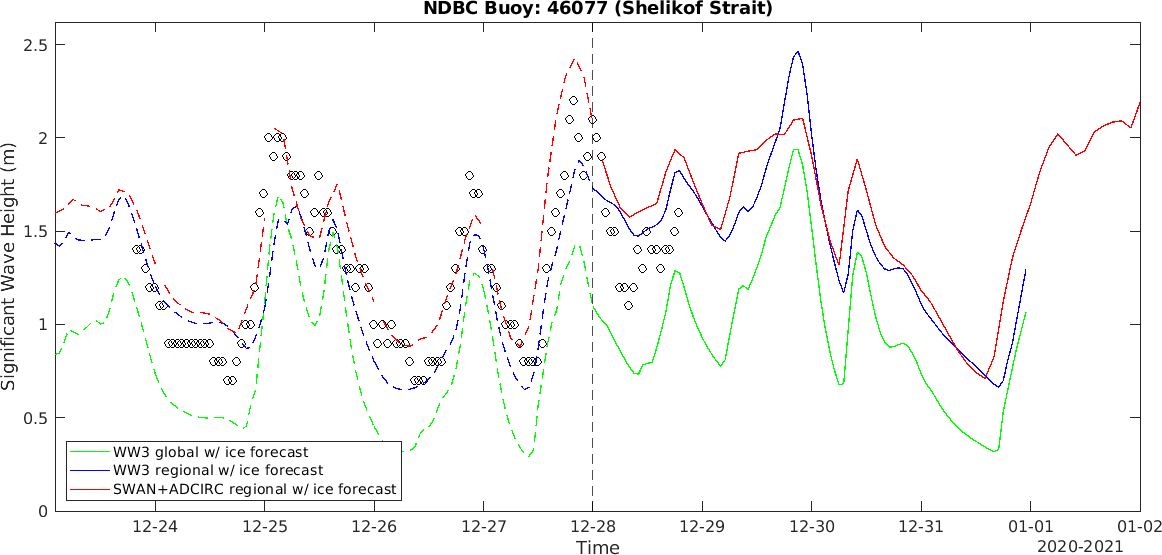 NDBC Buoy: 46077 (Shelikof Strait)
Significant Wave Height (m)
2.5
2
1.5
1
0.5
0
WW3 global w/ ice forecast
WW3 regional w/ ice forecast
SWAN+ADCIRC regional w/ ice forecast
12-24 12-25 12-26 12-27 12-28 12-29 12-30 12-31 01-01 01-02
Time
2020-2021